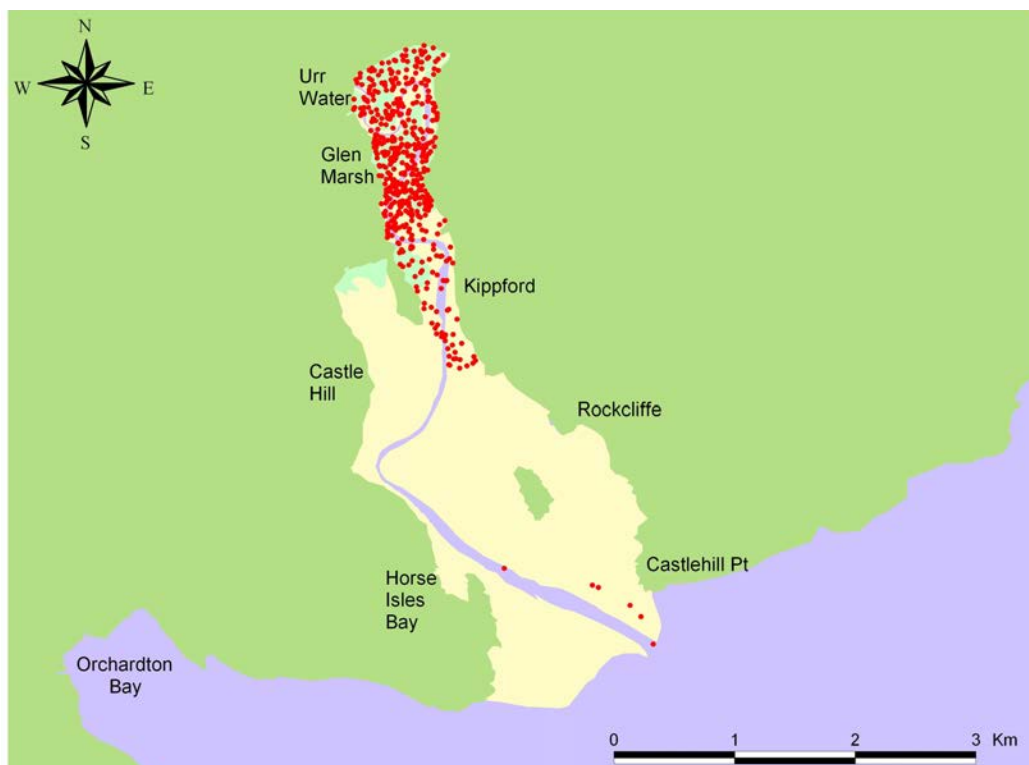 N
W E
S
Urr
Water
Glen
Marsh
Kippford
Castle
Hill
Rockcliffe
Castlehill Pt
Horse
Isles
Bay
Orchardton
Bay
0 1 2 3 Km